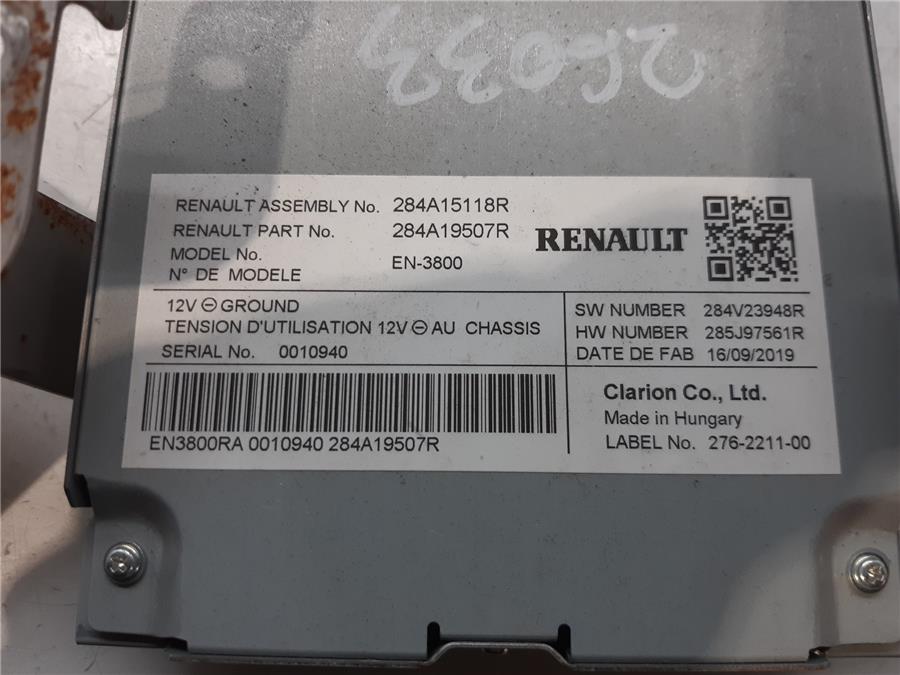 26033
RENAULT ASSEMBLY No. 284A15118R
RENAULT PART No. 284A19507R
MODEL No.
N° DE MODELE EN-3800
RENAULT
12V ⊖ GROUND
TENSION D'UTILISATION 12V ⊖ AU CHASSIS
SERIAL No. 0010940
SW NUMBER 284V23948R
HW NUMBER 285J97561R
DATE DE FAB 16/09/2019
EN3800RA 0010940 284A19507R
Clarion Co., Ltd.
Made in Hungary
LABEL No. 276-2211-00